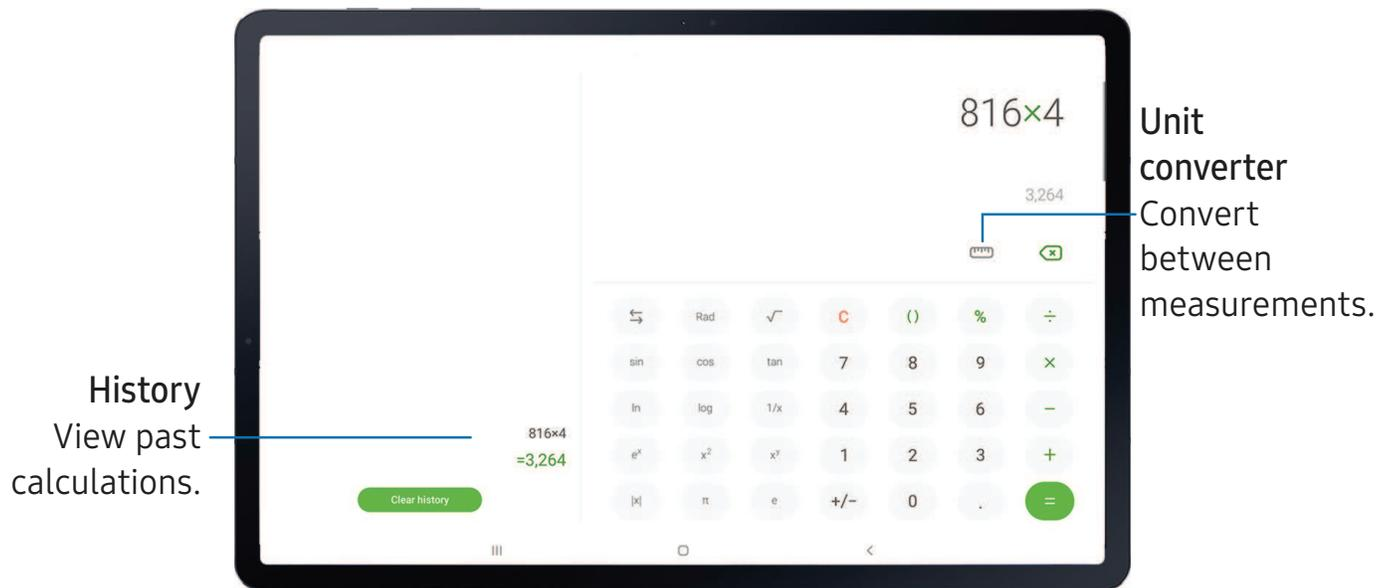 816×4
3,264
Unit
converter
Convert
between
measurements.
History
View past
calculations.
816×4
=3,264
Clear history
Rad √ C () % ÷
sin cos tan 7 8 9 ×
ln log 1/x 4 5 6 −
eˣ x² xʸ 1 2 3 +
|x| π e +/− 0 . =